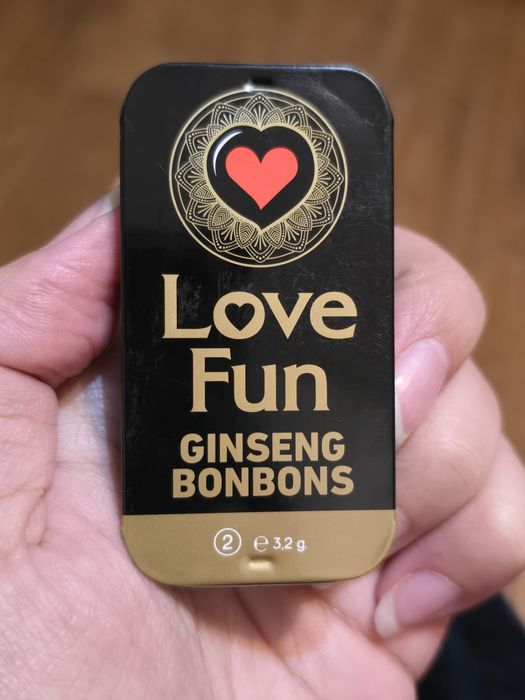 Love
Fun
GINSENG
BONBONS
2 ℮ 3,2 g